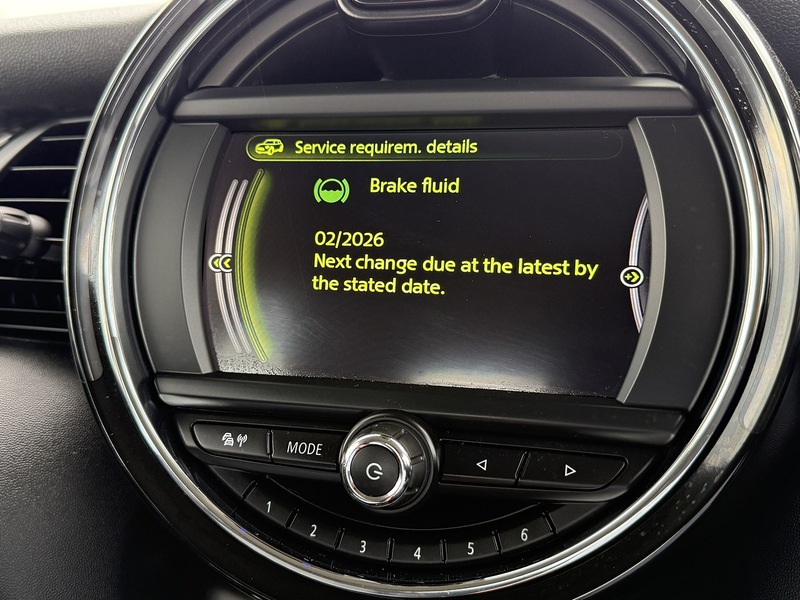 Service requirem. details
Brake fluid
02/2026
Next change due at the latest by
the stated date.
MODE
1 2 3 4 5 6